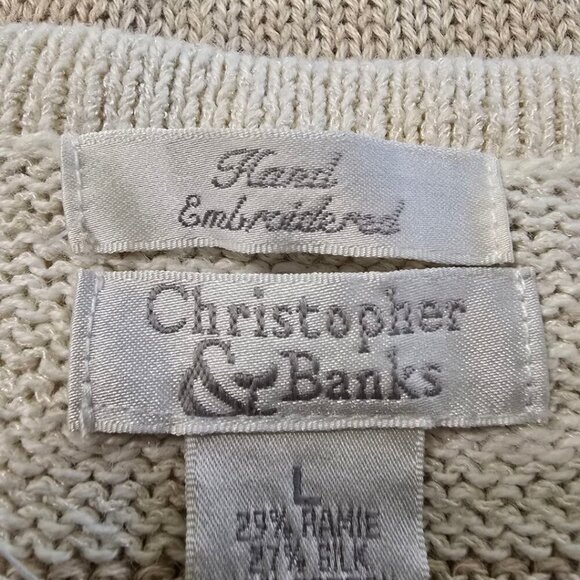 Hand
Embroidered
Christopher
& Banks
L
29% RAMIE
27% SILK